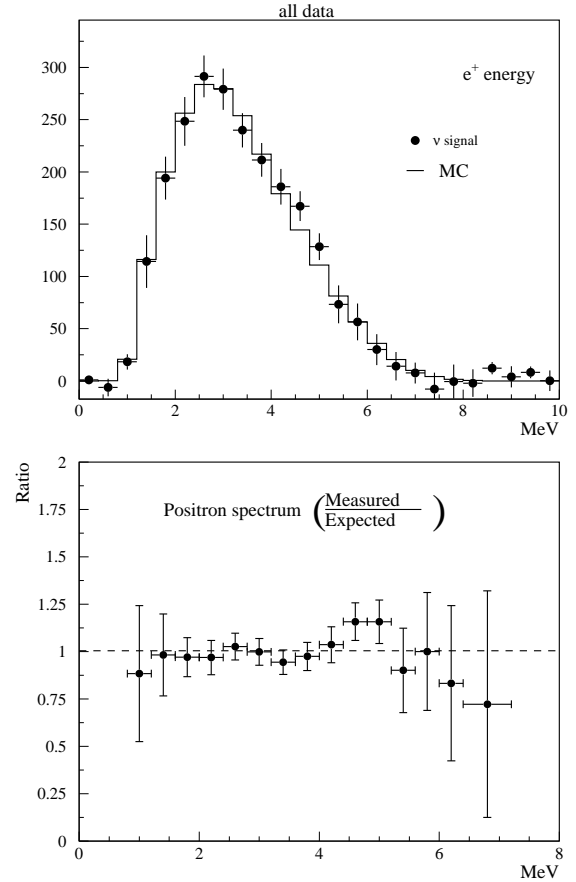 all data
300
250
200
150
100
50
0
e+ energy
ν signal
MC
0 2 4 6 8 10
MeV
Ratio
2
1.75
1.5
1.25
1
0.75
0.5
0.25
0
Positron spectrum (Measured
Expected)
0 2 4 6 8
MeV